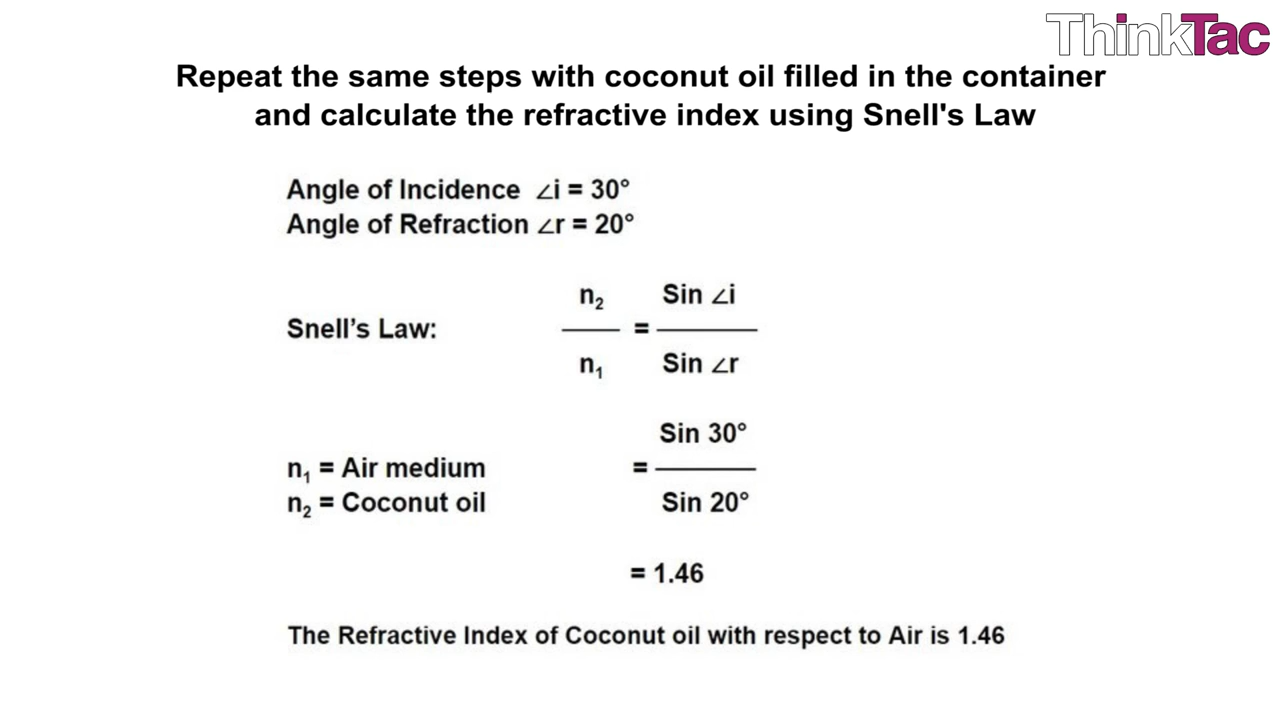 ThinkTac
Repeat the same steps with coconut oil filled in the container
and calculate the refractive index using Snell's Law
Angle of Incidence ∠i = 30°
Angle of Refraction ∠r = 20°
n₂
Sin ∠i
Snell’s Law:
=
n₁
Sin ∠r
Sin 30°
n₁ = Air medium
=
n₂ = Coconut oil
Sin 20°
= 1.46
The Refractive Index of Coconut oil with respect to Air is 1.46